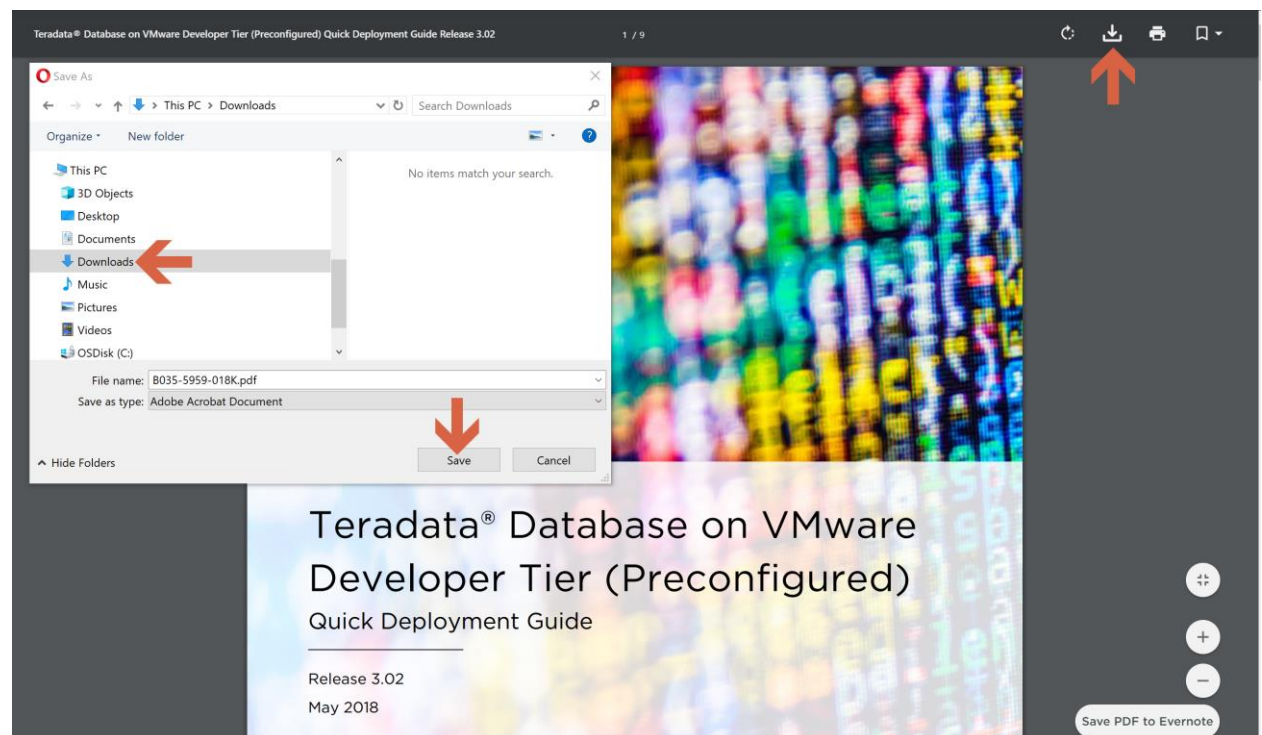 Teradata® Database on VMware Developer Tier (Preconfigured) Quick Deployment Guide Release 3.02
1 / 9
Save As
This PC > Downloads
Search Downloads
Organize
New folder
?
This PC
3D Objects
Desktop
Documents
Downloads
Music
Pictures
Videos
OSDisk (C:)
No items match your search.
File name: B035-5959-018K.pdf
Save as type: Adobe Acrobat Document
Hide Folders
Save
Cancel
Teradata® Database on VMware
Developer Tier (Preconfigured)
Quick Deployment Guide
Release 3.02
May 2018
Save PDF to Evernote